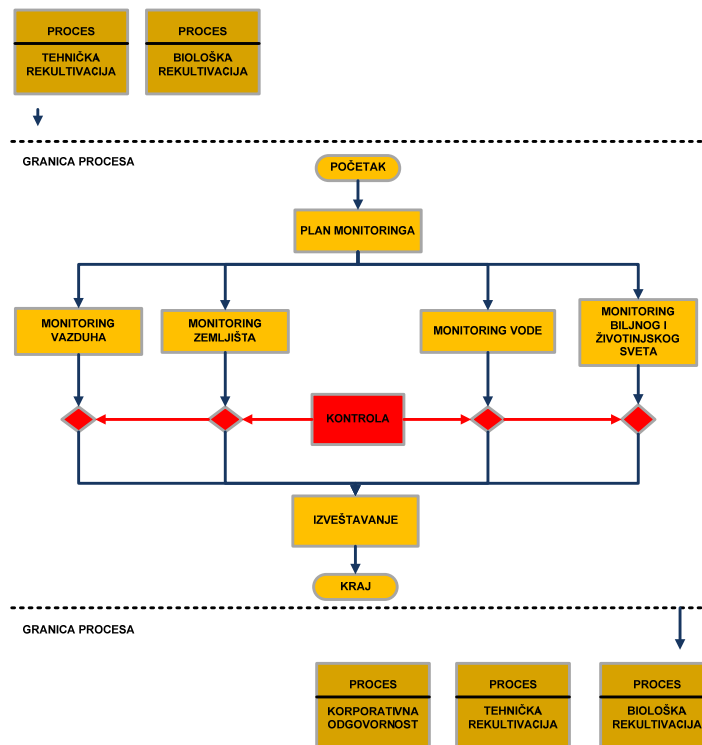 PROCES
TEHNIČKA
REKULTIVACIJA
PROCES
BIOLOŠKA
REKULTIVACIJA
GRANICA PROCESA
POČETAK
PLAN MONITORINGA
MONITORING
VAZDUHA
MONITORING
ZEMLJIŠTA
MONITORING VODE
MONITORING
BILJNOG I
ŽIVOTINJSKOG
SVETA
KONTROLA
IZVEŠTAVANJE
KRAJ
GRANICA PROCESA
PROCES
KORPORATIVNA
ODGOVORNOST
PROCES
TEHNIČKA
REKULTIVACIJA
PROCES
BIOLOŠKA
REKULTIVACIJA